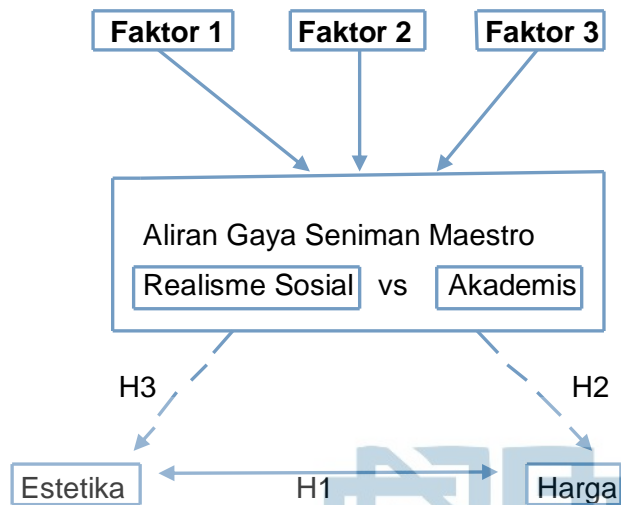 Faktor 1 Faktor 2 Faktor 3
Aliran Gaya Seniman Maestro
Realisme Sosial vs Akademis
H3 H2
Estetika H1 Harga